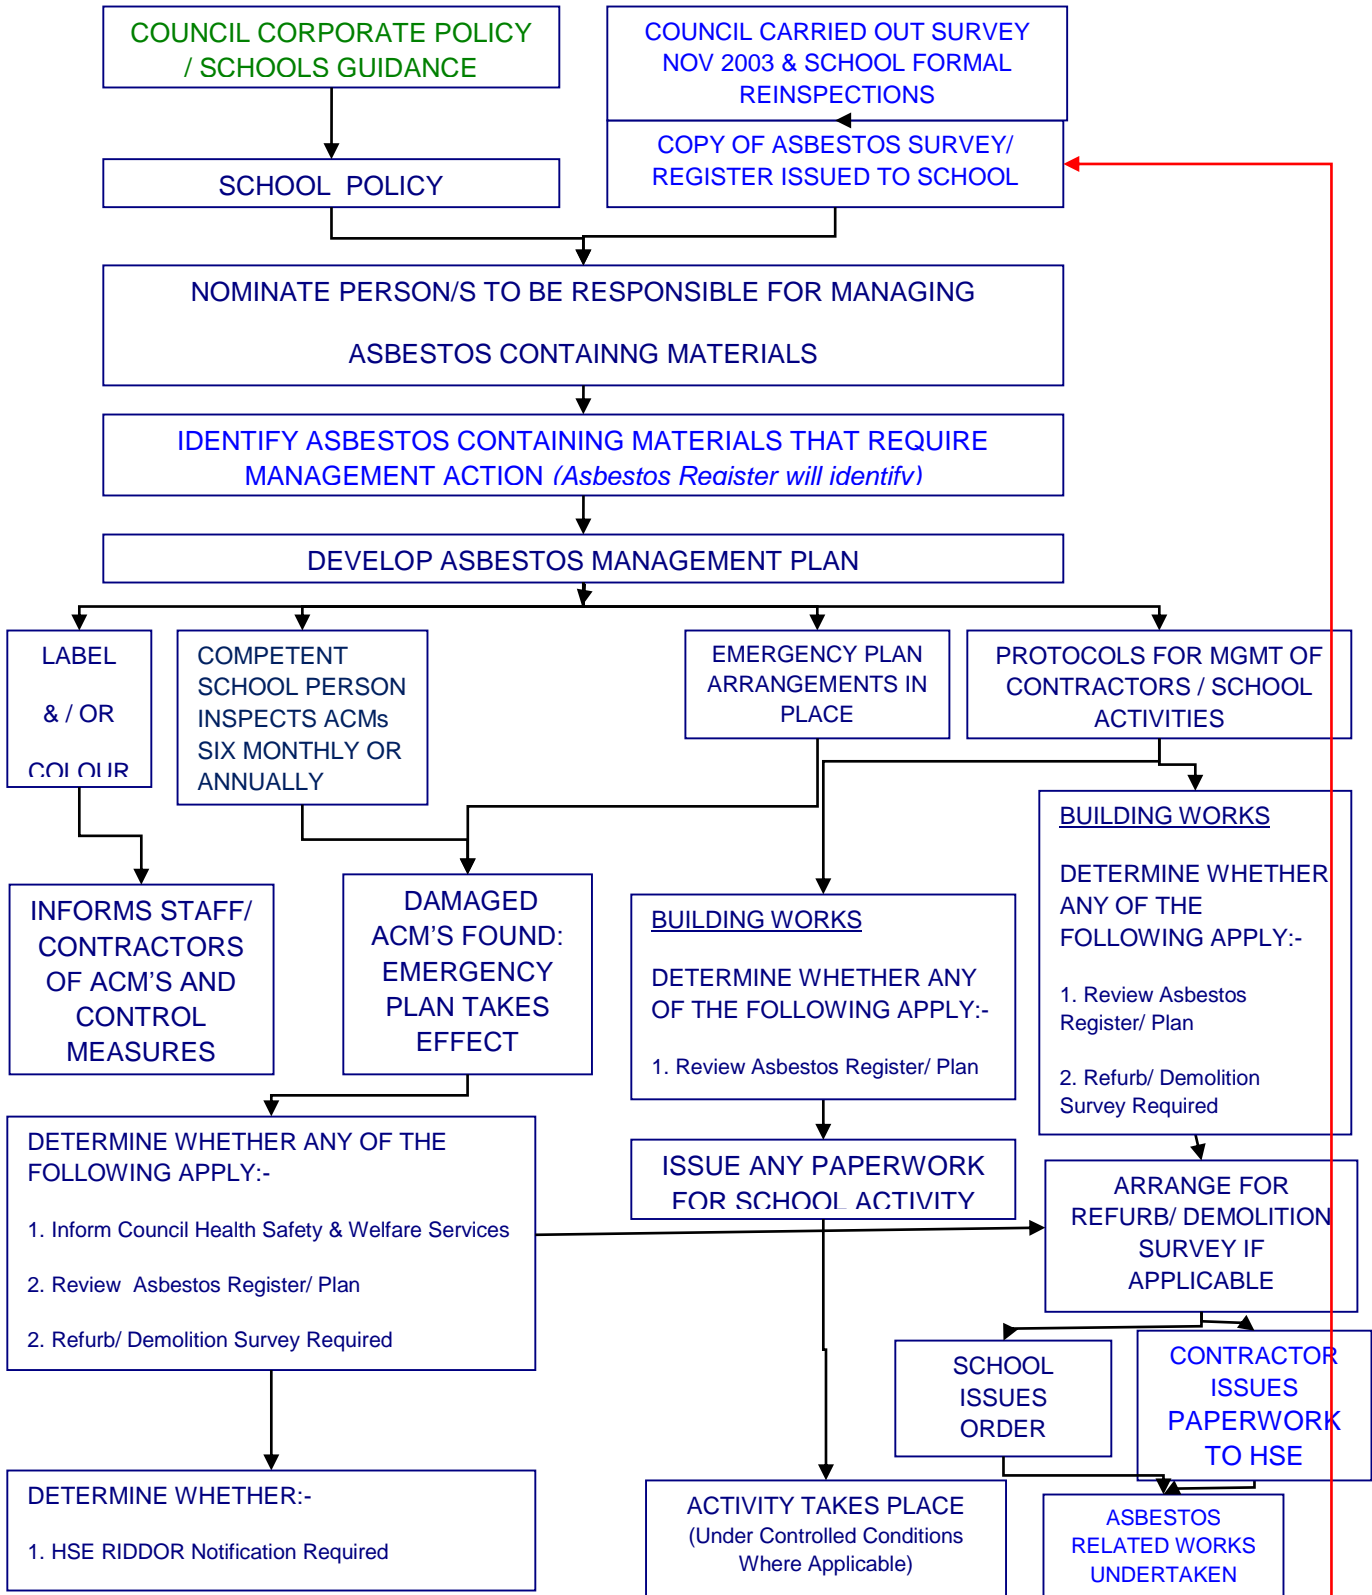 COUNCIL CORPORATE POLICY
/ SCHOOLS GUIDANCE
COUNCIL CARRIED OUT SURVEY
NOV 2003 & SCHOOL FORMAL
REINSPECTIONS
COPY OF ASBESTOS SURVEY/
REGISTER ISSUED TO SCHOOL
SCHOOL POLICY
NOMINATE PERSON/S TO BE RESPONSIBLE FOR MANAGING
ASBESTOS CONTAINNG MATERIALS
IDENTIFY ASBESTOS CONTAINING MATERIALS THAT REQUIRE
MANAGEMENT ACTION (Asbestos Register will identify)
DEVELOP ASBESTOS MANAGEMENT PLAN
LABEL
& / OR
COLOUR
COMPETENT
SCHOOL PERSON
INSPECTS ACMs
SIX MONTHLY OR
ANNUALLY
EMERGENCY PLAN
ARRANGEMENTS IN
PLACE
PROTOCOLS FOR MGMT OF
CONTRACTORS / SCHOOL
ACTIVITIES
INFORMS STAFF/
CONTRACTORS
OF ACM'S AND
CONTROL
MEASURES
DAMAGED
ACM'S FOUND:
EMERGENCY
PLAN TAKES
EFFECT
BUILDING WORKS
DETERMINE WHETHER ANY
OF THE FOLLOWING APPLY:-
1. Review Asbestos Register/ Plan
BUILDING WORKS
DETERMINE WHETHER
ANY OF THE
FOLLOWING APPLY:-
1. Review Asbestos
Register/ Plan
2. Refurb/ Demolition
Survey Required
DETERMINE WHETHER ANY OF THE
FOLLOWING APPLY:-
1. Inform Council Health Safety & Welfare Services
2. Review Asbestos Register/ Plan
2. Refurb/ Demolition Survey Required
ISSUE ANY PAPERWORK
FOR SCHOOL ACTIVITY
ARRANGE FOR
REFURB/ DEMOLITION
SURVEY IF
APPLICABLE
SCHOOL
ISSUES
ORDER
CONTRACTOR
ISSUES
PAPERWORK
TO HSE
DETERMINE WHETHER:-
1. HSE RIDDOR Notification Required
ACTIVITY TAKES PLACE
(Under Controlled Conditions
Where Applicable)
ASBESTOS
RELATED WORKS
UNDERTAKEN